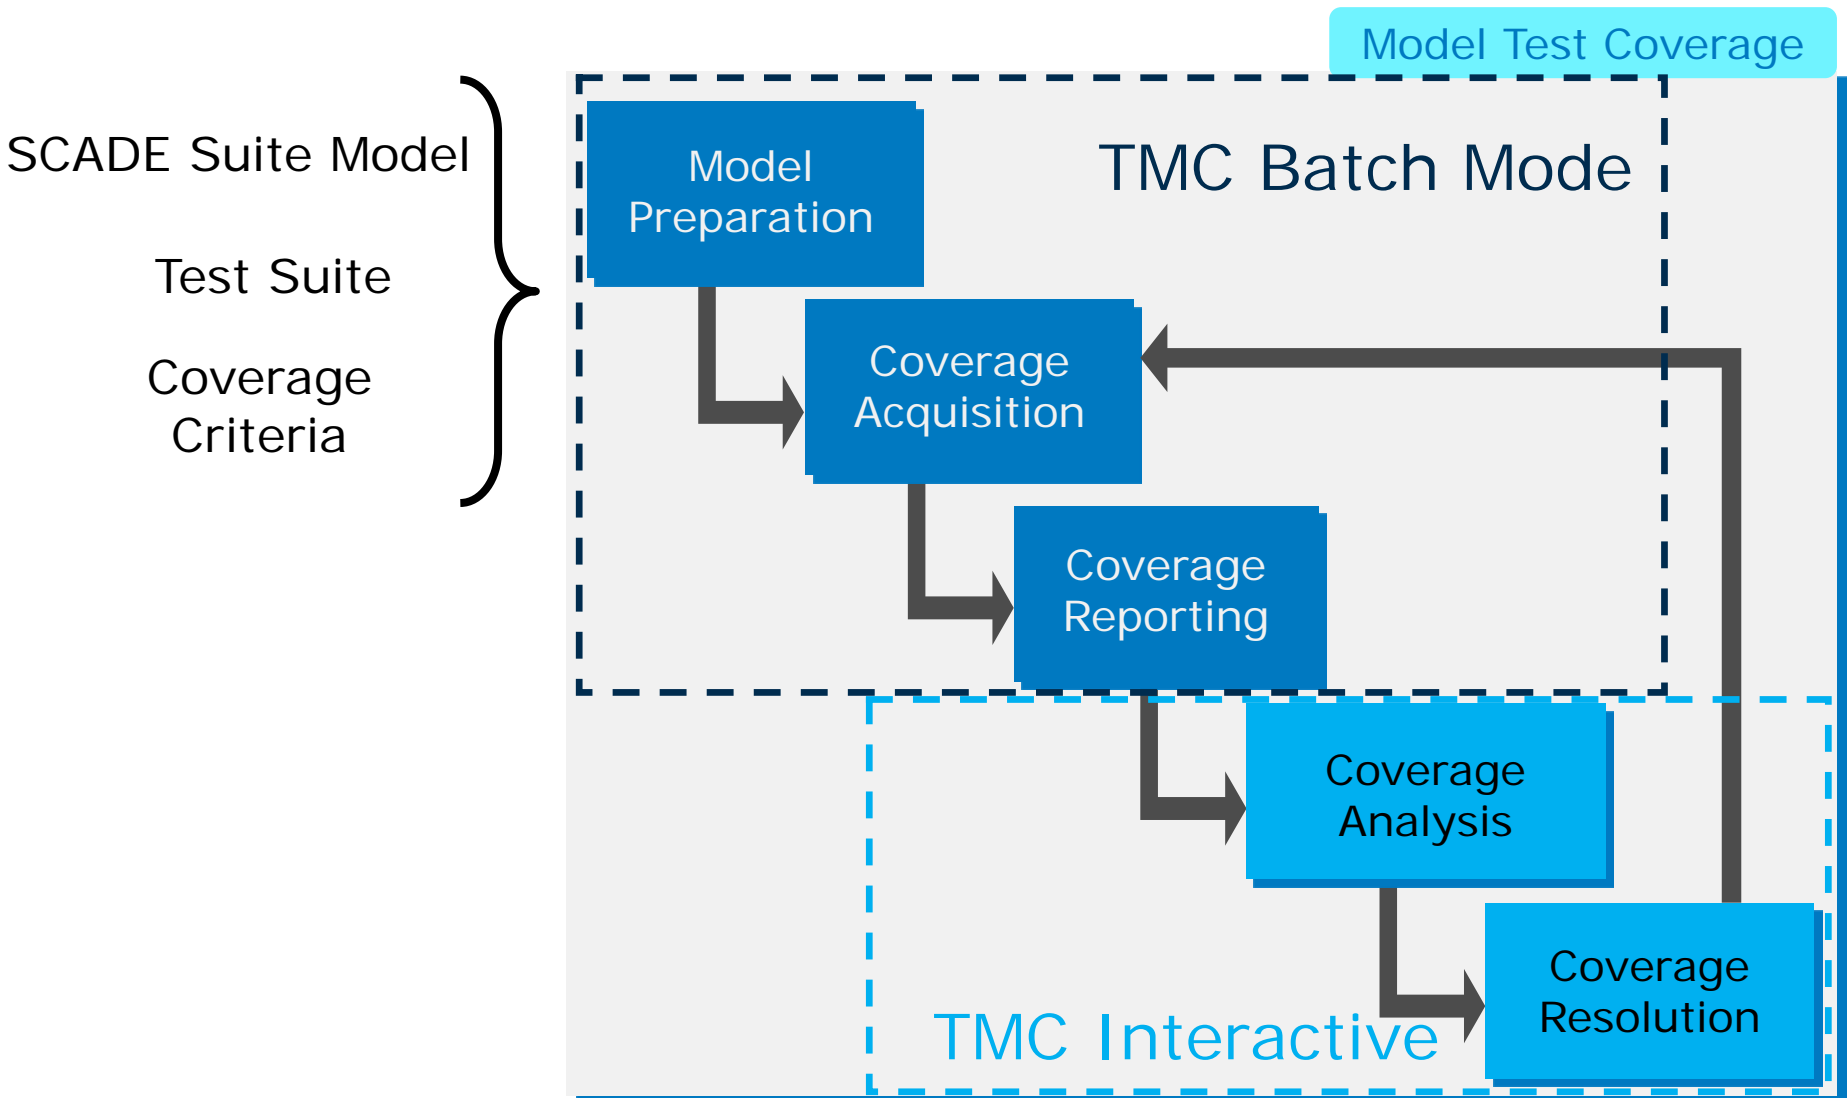 Model Test Coverage
SCADE Suite Model
Test Suite
Coverage
Criteria
TMC Batch Mode
Model
Preparation
Coverage
Acquisition
Coverage
Reporting
Coverage
Analysis
Coverage
Resolution
TMC Interactive